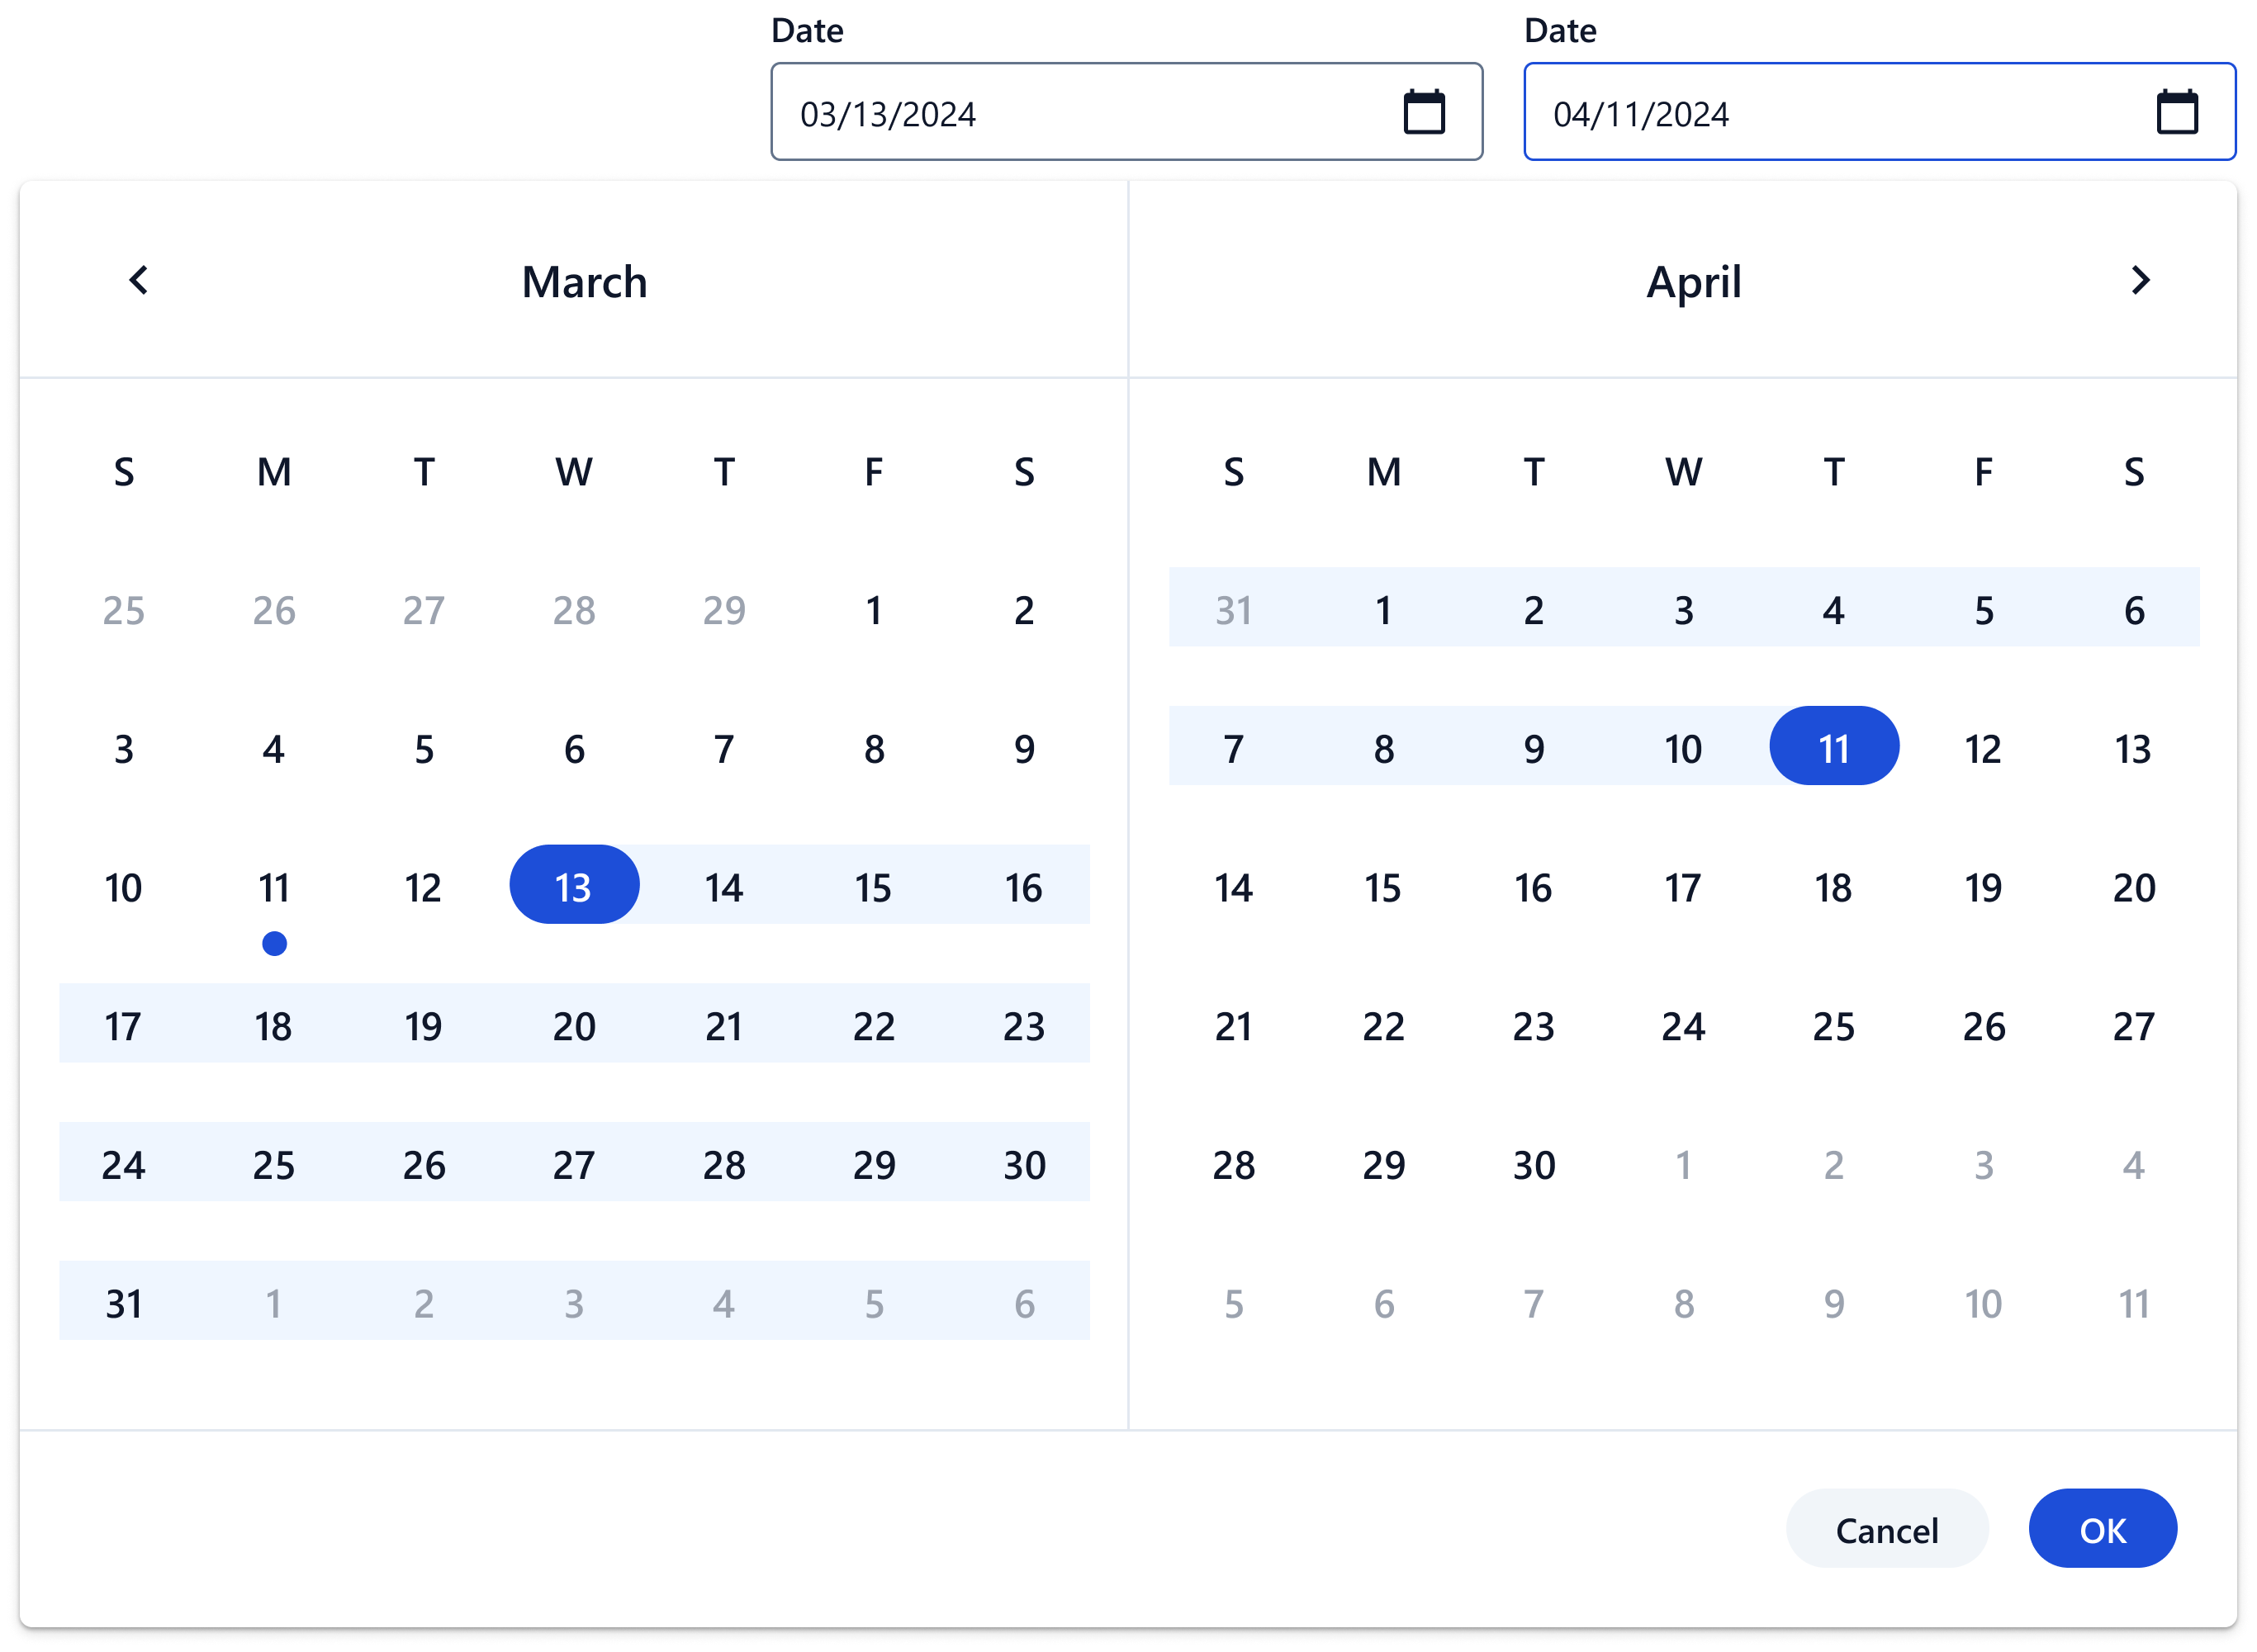 Date Date
03/13/2024 04/11/2024
March April
S M T W T F S S M T W T F S
25 26 27 28 29 1 2 31 1 2 3 4 5 6
3 4 5 6 7 8 9 7 8 9 10 11 12 13
10 11 12 13 14 15 16 14 15 16 17 18 19 20
17 18 19 20 21 22 23 21 22 23 24 25 26 27
24 25 26 27 28 29 30 28 29 30 1 2 3 4
31 1 2 3 4 5 6 5 6 7 8 9 10 11
Cancel OK